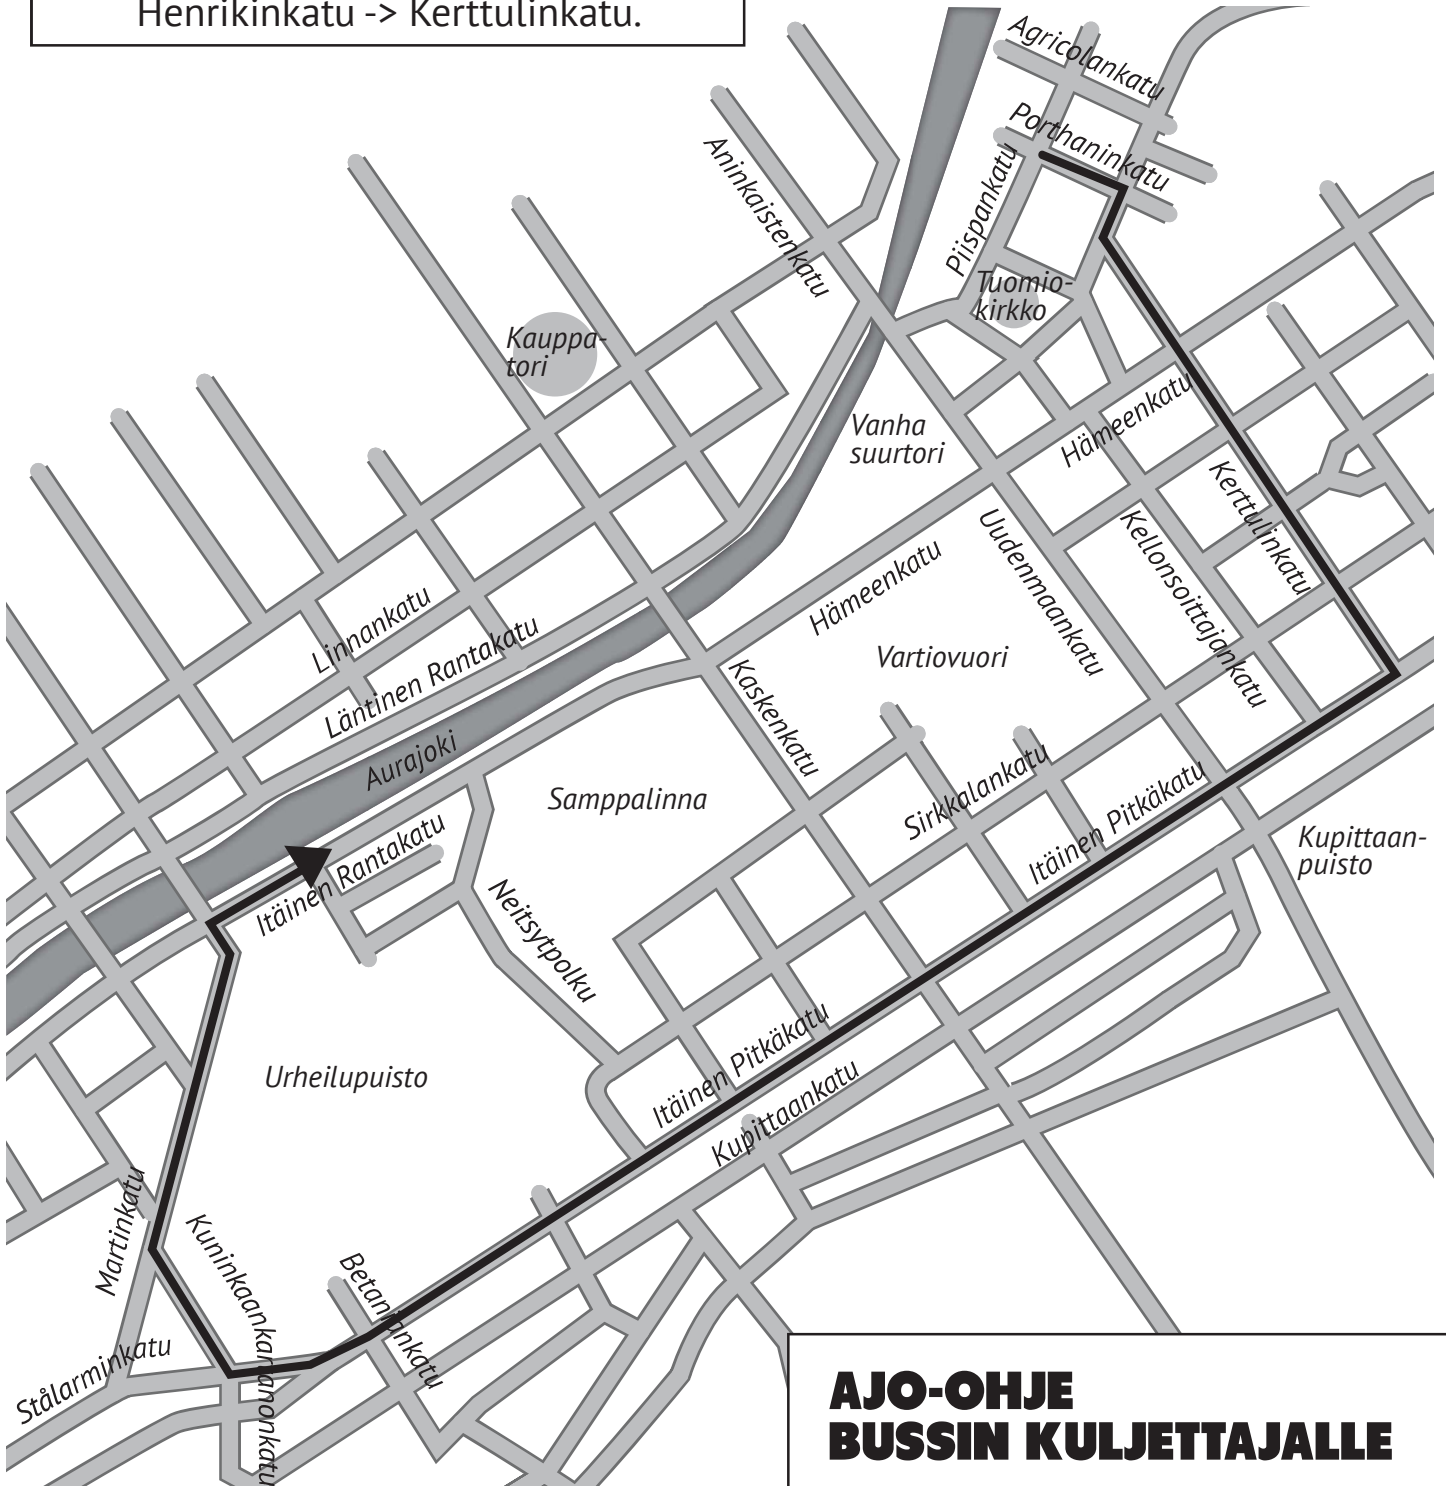 Henrikinkatu -> Kerttulinkatu.
Agricolankatu
Porthaninkatu
Aninkaistenkatu
Piispankatu
Tuomio-
kirkko
Kauppa-
tori
Vanha
suurtori
Hämeenkatu
Kerttulinkatu
Uudenmaankatu
Kellonsoittajankatu
Hämeenkatu
Linnankatu
Läntinen Rantakatu
Vartiovuori
Kaskenkatu
Aurajoki
Samppalinna
Sirkkalankatu
Itäinen Pitkäkatu
Kupittaan-
puisto
Itäinen Rantakatu
Neitsytpolku
Itäinen Pitkäkatu
Urheilupuisto
Kupittaankatu
Martinkatu
Kuninkaankartanonkatu
Betaniankatu
Stålarminkatu
AJO-OHJE
BUSSIN KULJETTAJALLE